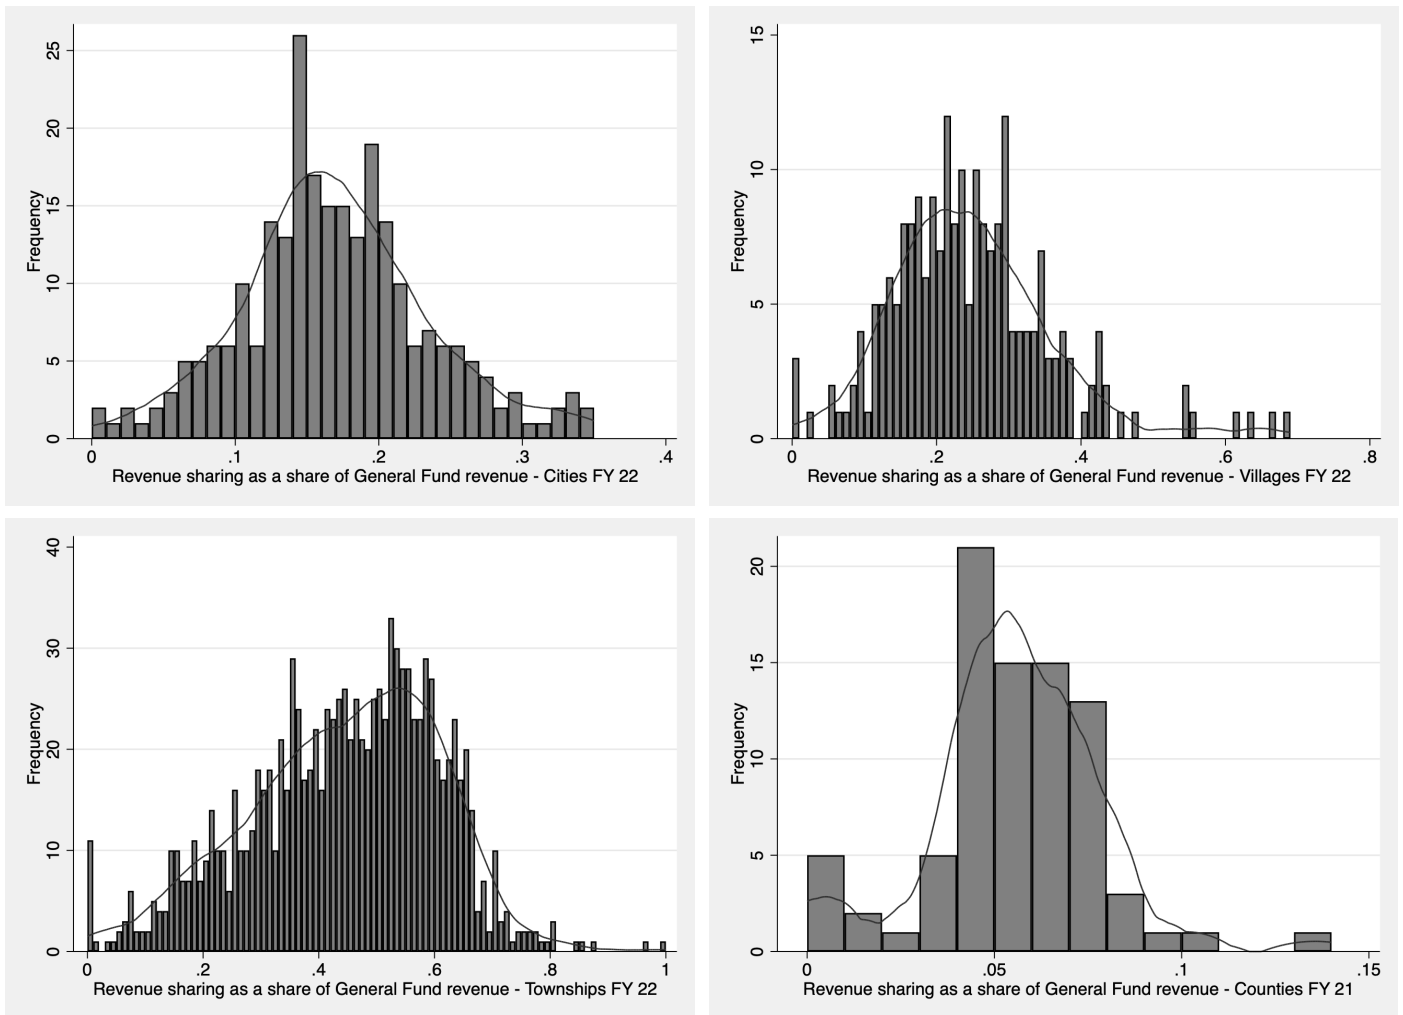 25
20
15
10
5
0
Frequency
0 .1 .2 .3 .4
Revenue sharing as a share of General Fund revenue - Cities FY 22
15
10
5
0
Frequency
0 .2 .4 .6 .8
Revenue sharing as a share of General Fund revenue - Villages FY 22
40
30
20
10
0
Frequency
0 .2 .4 .6 .8 1
Revenue sharing as a share of General Fund revenue - Townships FY 22
20
15
10
5
0
Frequency
0 .05 .1 .15
Revenue sharing as a share of General Fund revenue - Counties FY 21